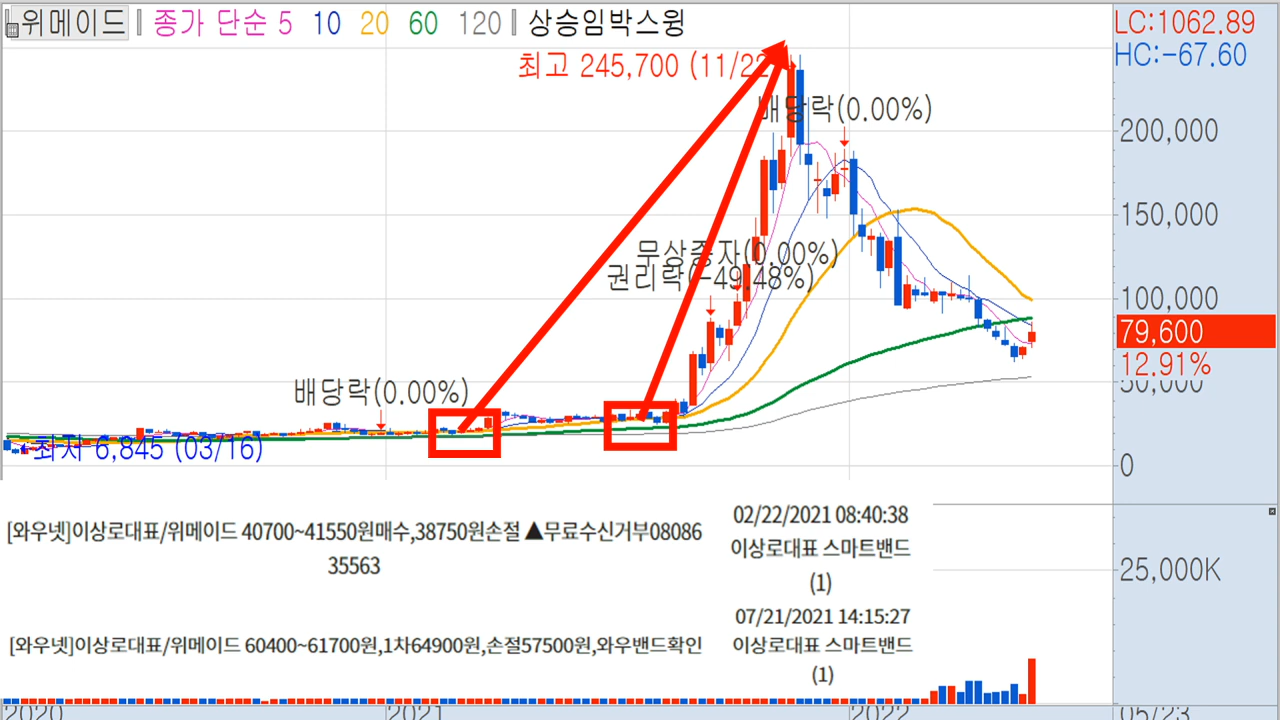 위메이드 종가 단순 5 10 20 60 120 상승임박스윙
LC:1062.89
HC:-67.60
최고 245,700 (11/22)
배당락(0.00%)
200,000
150,000
무상증자(0.00%)
권리락(-49.48%)
100,000
79,600
12.91%
50,000
배당락(0.00%)
최저 6,845 (03/16)
0
[와우넷]이상로대표/위메이드 40700~41550원매수,38750원손절 ▲무료수신거부08086
35563
02/22/2021 08:40:38
이상로대표 스마트밴드
(1)
25,000K
[와우넷]이상로대표/위메이드 60400~61700원,1차64900원,손절57500원,와우밴드확인
07/21/2021 14:15:27
이상로대표 스마트밴드
(1)
2020 2021 2022 05/23